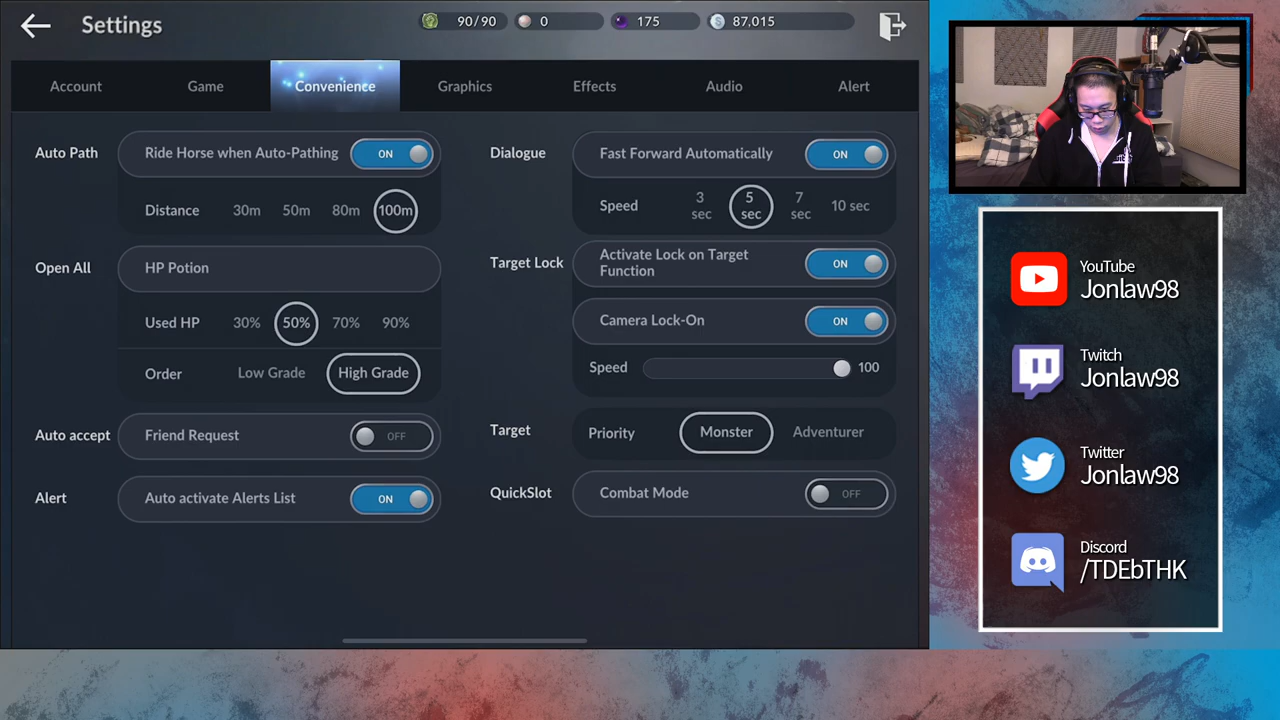 Settings
90/90
0
175
87,015
Account
Game
Convenience
Graphics
Effects
Audio
Alert
Auto Path
Ride Horse when Auto-Pathing
ON
Distance
30m
50m
80m
100m
Open All
HP Potion
Used HP
30%
50%
70%
90%
Order
Low Grade
High Grade
Auto accept
Friend Request
OFF
Alert
Auto activate Alerts List
ON
Dialogue
Fast Forward Automatically
ON
Speed
3 sec
5 sec
7 sec
10 sec
Target Lock
Activate Lock on Target
Function
ON
Camera Lock-On
ON
Speed
100
Target
Priority
Monster
Adventurer
QuickSlot
Combat Mode
OFF
YouTube
Jonlaw98
Twitch
Jonlaw98
Twitter
Jonlaw98
Discord
/TDEbTHK